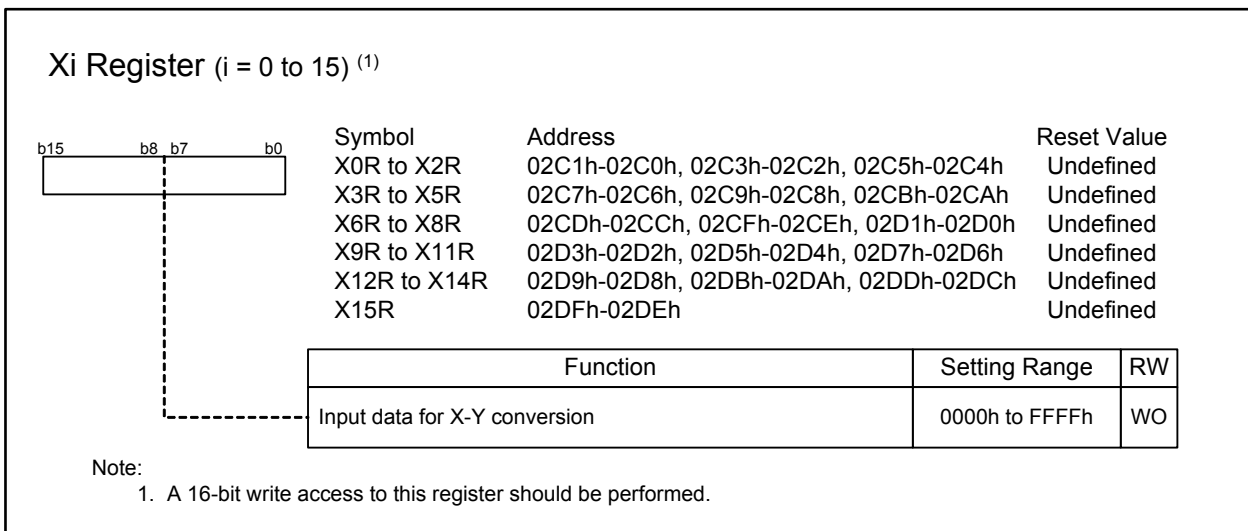 Xi Register (i = 0 to 15) (1)
b15 b8 b7 b0
Symbol Address Reset Value
X0R to X2R 02C1h-02C0h, 02C3h-02C2h, 02C5h-02C4h Undefined
X3R to X5R 02C7h-02C6h, 02C9h-02C8h, 02CBh-02CAh Undefined
X6R to X8R 02CDh-02CCh, 02CFh-02CEh, 02D1h-02D0h Undefined
X9R to X11R 02D3h-02D2h, 02D5h-02D4h, 02D7h-02D6h Undefined
X12R to X14R 02D9h-02D8h, 02DBh-02DAh, 02DDh-02DCh Undefined
X15R 02DFh-02DEh Undefined
Function Setting Range RW
Input data for X-Y conversion 0000h to FFFFh WO
Note:
1. A 16-bit write access to this register should be performed.